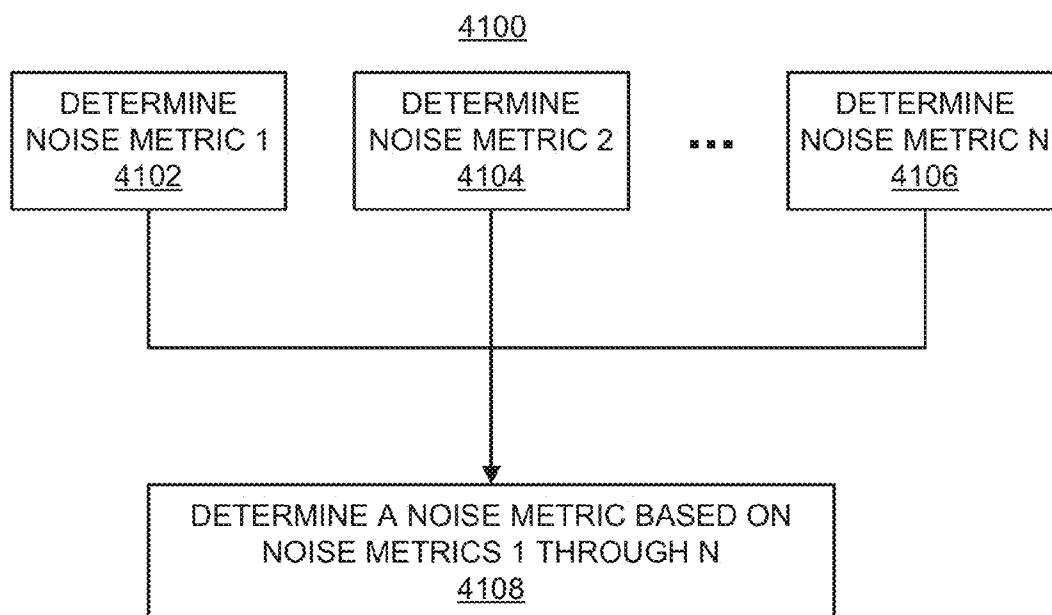 4100
DETERMINE
NOISE METRIC 1
4102
DETERMINE
NOISE METRIC 2
4104
...
DETERMINE
NOISE METRIC N
4106
DETERMINE A NOISE METRIC BASED ON
NOISE METRICS 1 THROUGH N
4108